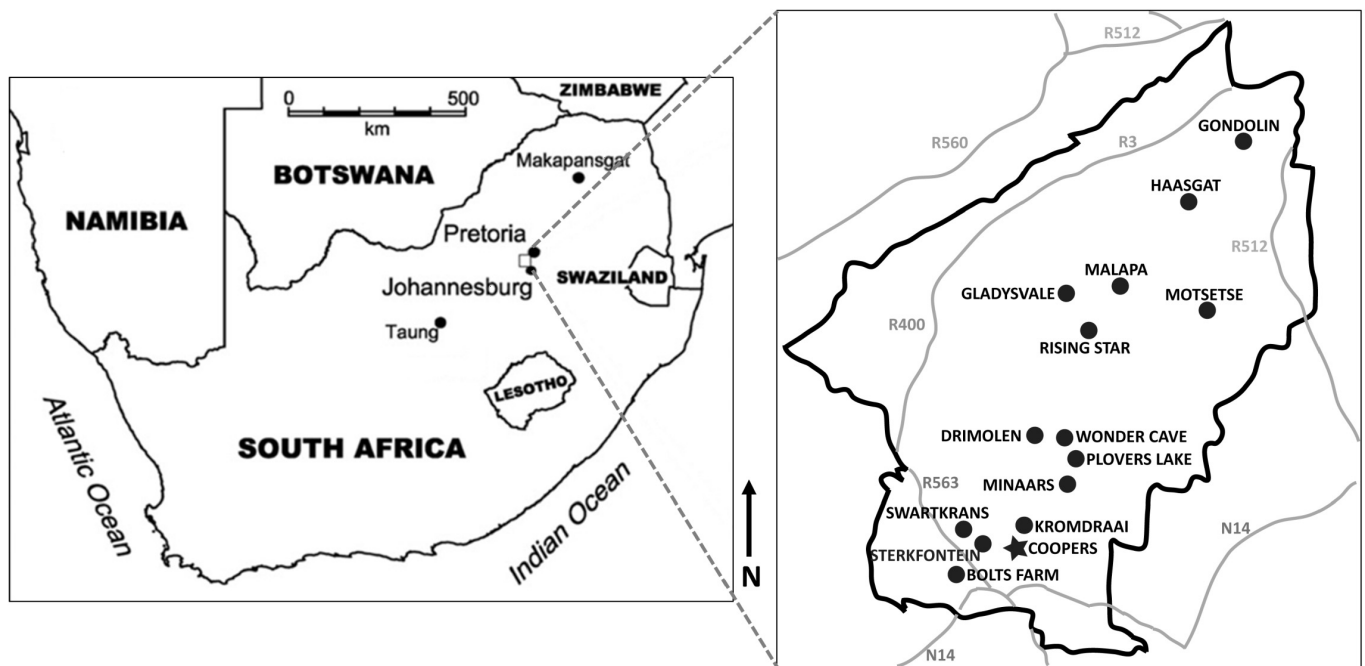 0 500
km
ZIMBABWE
BOTSWANA
Makapansgat
NAMIBIA
Pretoria
SWAZILAND
Johannesburg
Taung
LESOTHO
SOUTH AFRICA
Atlantic Ocean
Indian Ocean
N
R512
R560
R3
GONDOLIN
HAASGAT
R512
MALAPA
GLADYSVALE
MOTSETSE
R400
RISING STAR
DRIMOLEN
WONDER CAVE
PLOVERS LAKE
R563
MINAARS
SWARTKRANS
KROMDRAAI
STERKFONTEIN
COOPERS
BOLTS FARM
N14
N14